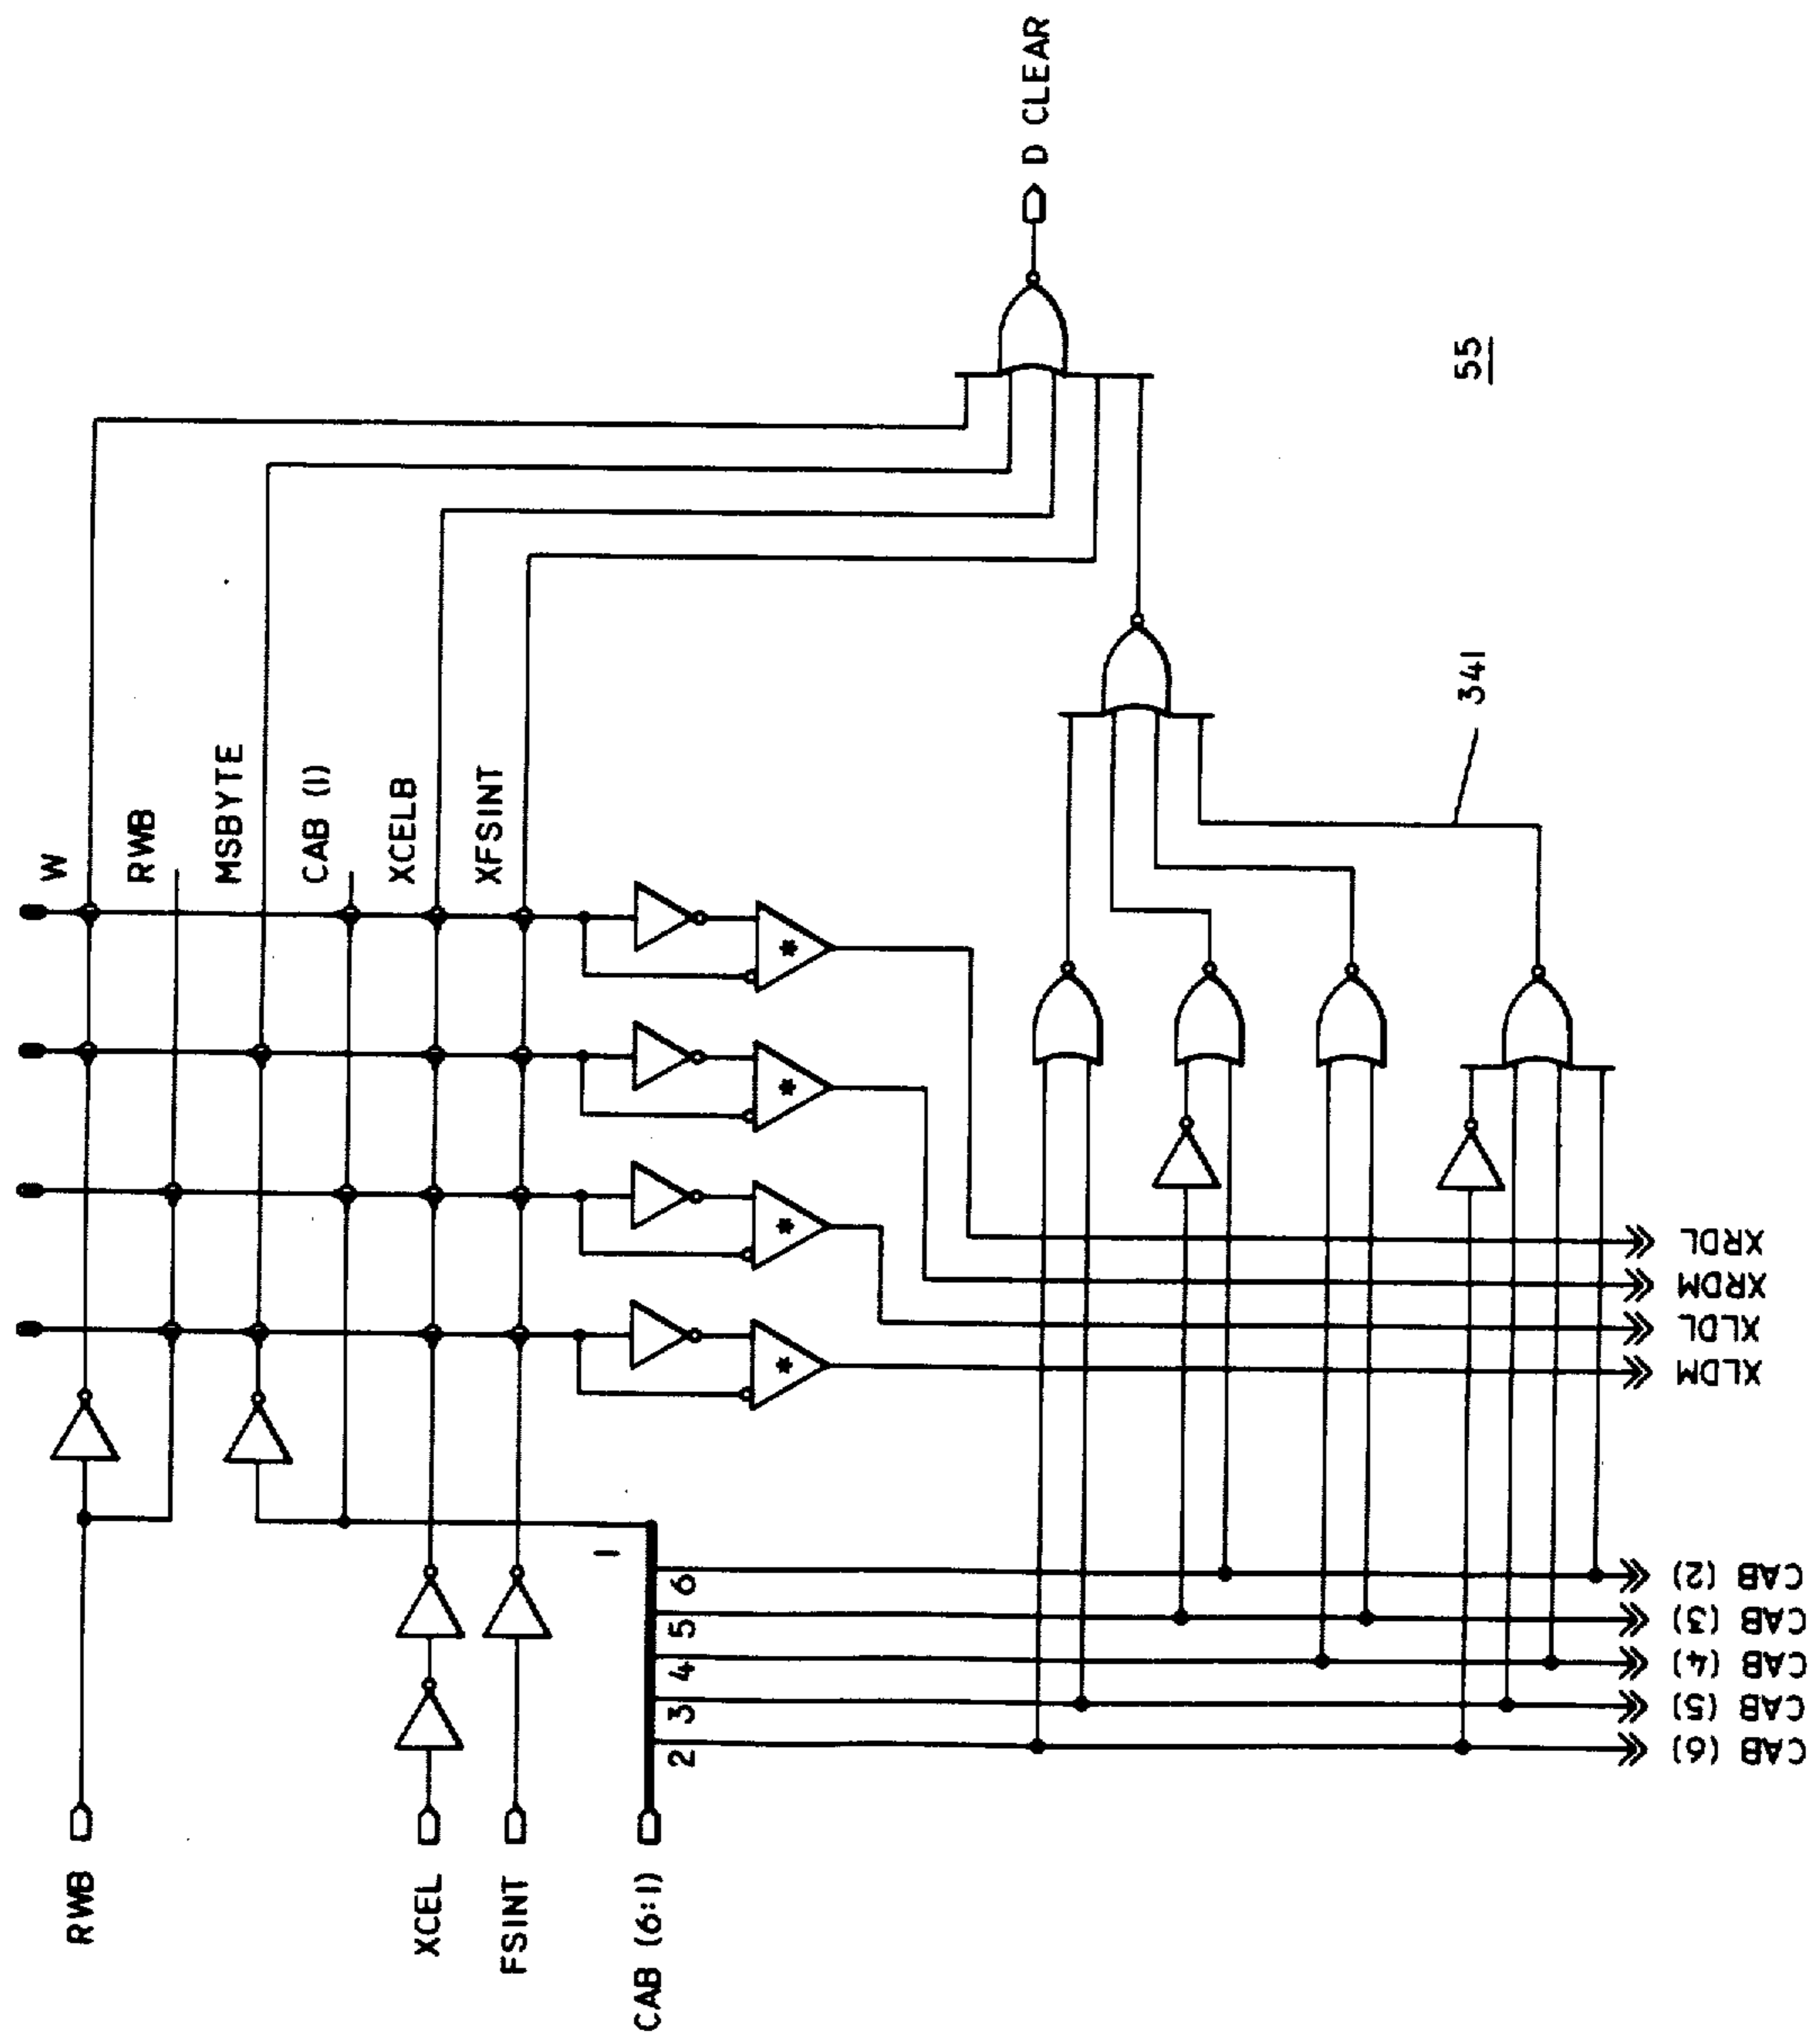 RWB
XCEL
FSINT
CAB (6:1)
W
RWB
MSBYTE
CAB (1)
XCELB
XFSINT
1
6
5
4
3
2
*
*
*
*
D CLEAR
341
55
XRDL
XRDM
XLDL
XLDM
CAB (2)
CAB (3)
CAB (4)
CAB (5)
CAB (6)